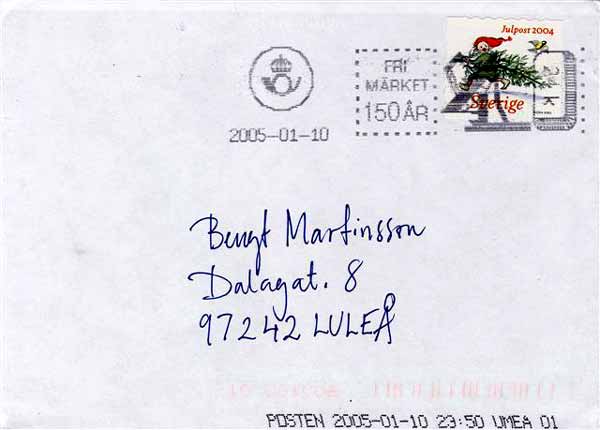 Julpost 2004
FRI
MÄRKET
150 ÅR
Sverige
2005-01-10
Bengt Martinsson
Dalagat. 8
97242 LULEÅ
POSTEN 2005-01-10 23:50 UMEA 01